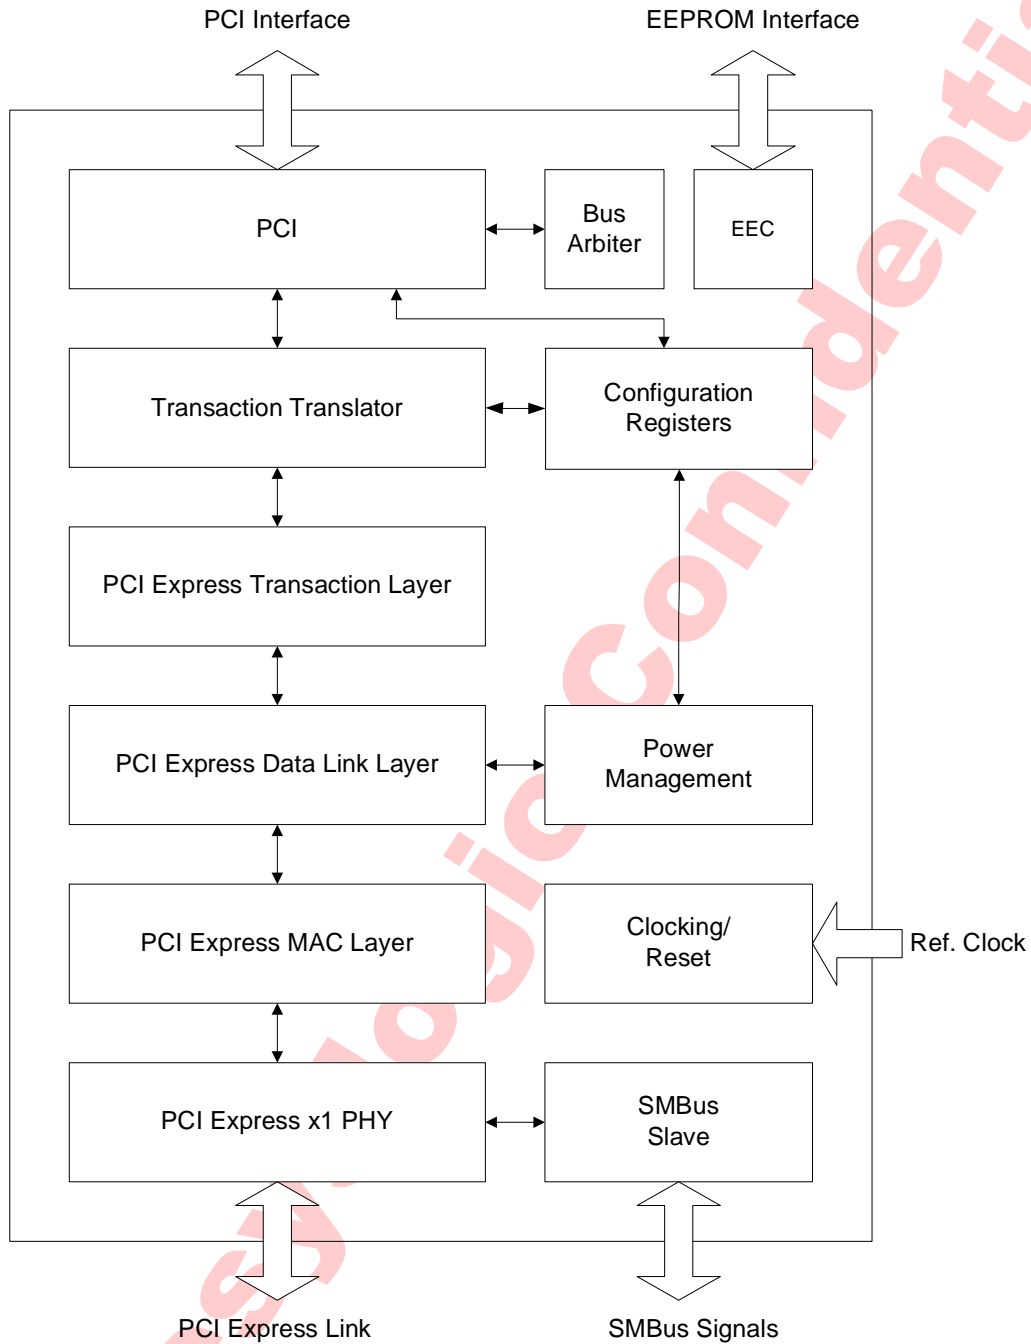 PCI Interface
EEPROM Interface
PCI
Bus
Arbiter
EEC
Transaction Translator
Configuration
Registers
PCI Express Transaction Layer
PCI Express Data Link Layer
Power
Management
PCI Express MAC Layer
Clocking/
Reset
Ref. Clock
PCI Express x1 PHY
SMBus
Slave
PCI Express Link
SMBus Signals